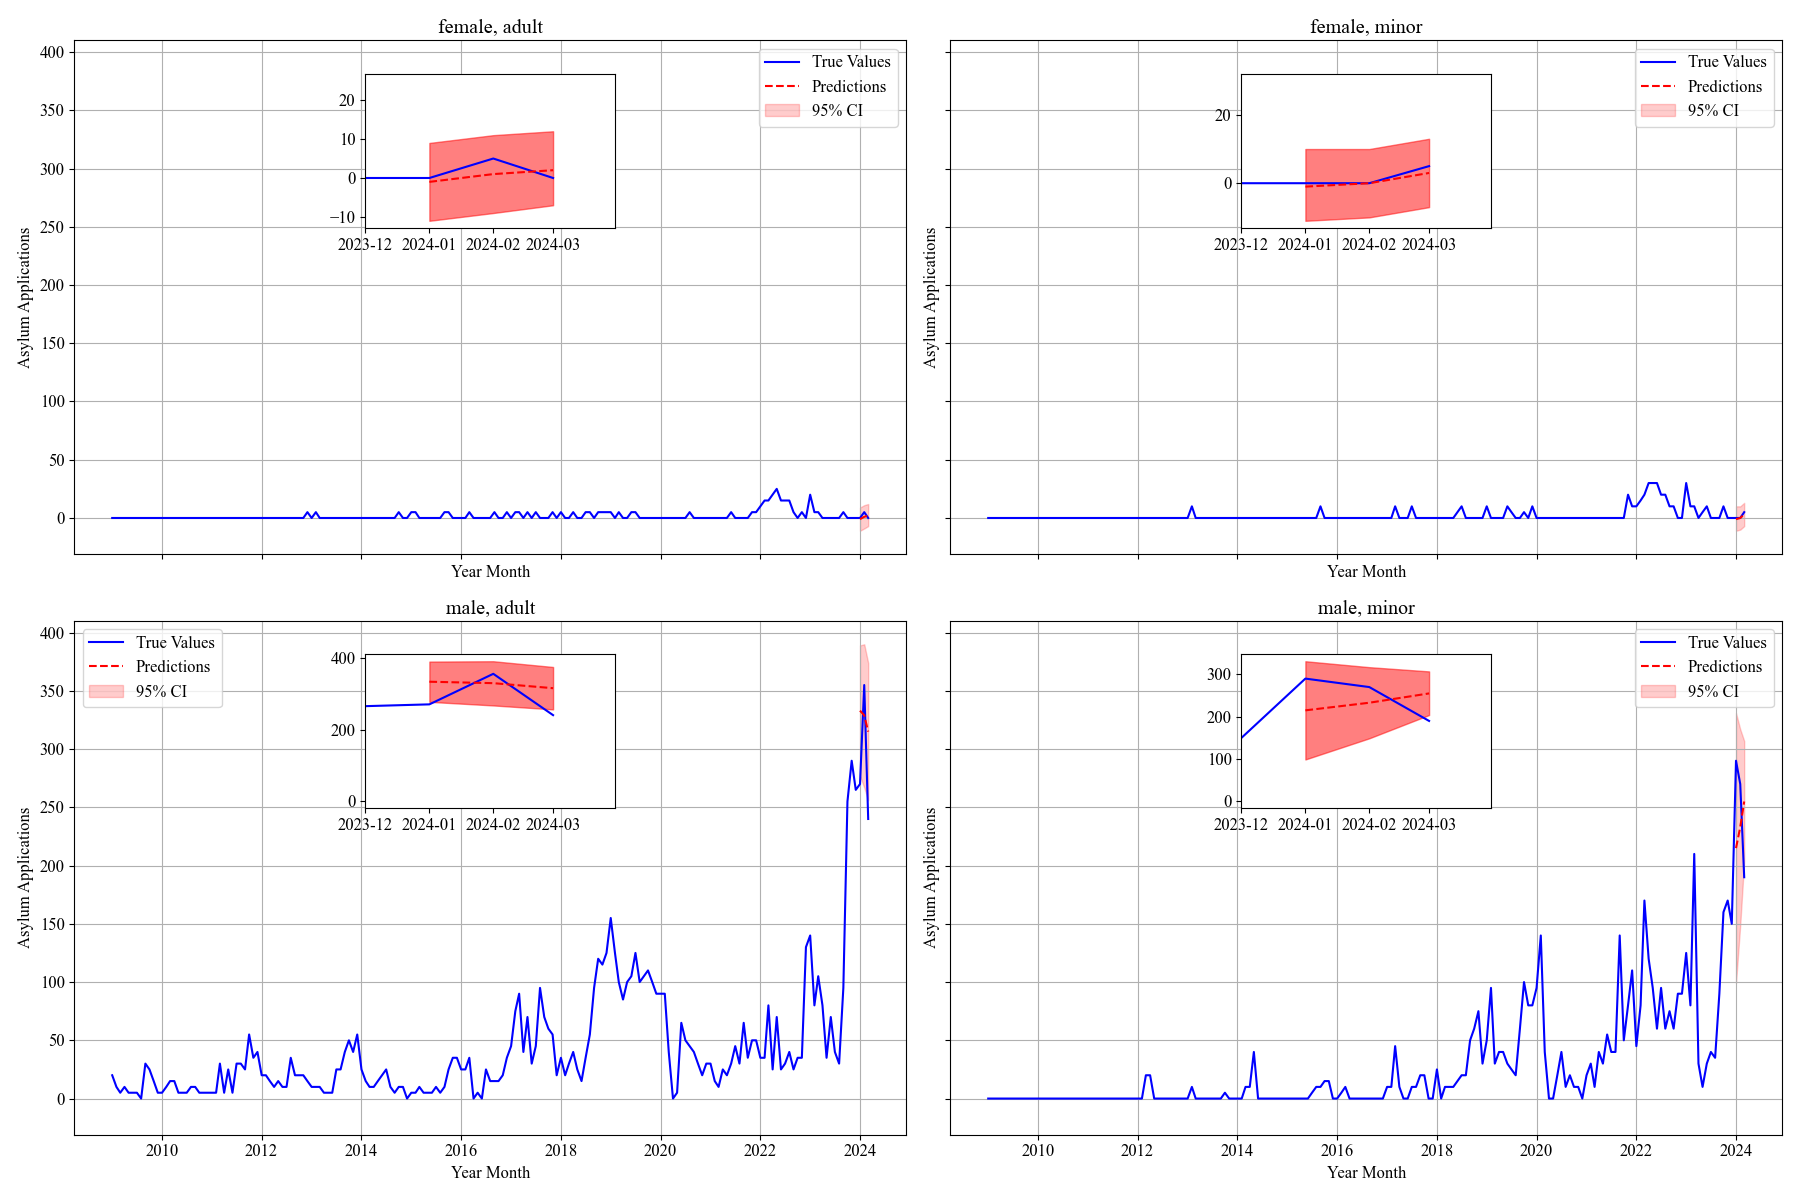 female, adult
400
350
300
250
200
150
100
50
0
Asylum Applications
Year Month
True Values
Predictions
95% CI
20
10
0
−10
2023-12 2024-01 2024-02 2024-03
female, minor
Asylum Applications
Year Month
True Values
Predictions
95% CI
20
0
2023-12 2024-01 2024-02 2024-03
male, adult
400
350
300
250
200
150
100
50
0
Asylum Applications
True Values
Predictions
95% CI
400
200
0
2023-12 2024-01 2024-02 2024-03
2010 2012 2014 2016 2018 2020 2022 2024
Year Month
male, minor
Asylum Applications
True Values
Predictions
95% CI
300
200
100
0
2023-12 2024-01 2024-02 2024-03
2010 2012 2014 2016 2018 2020 2022 2024
Year Month